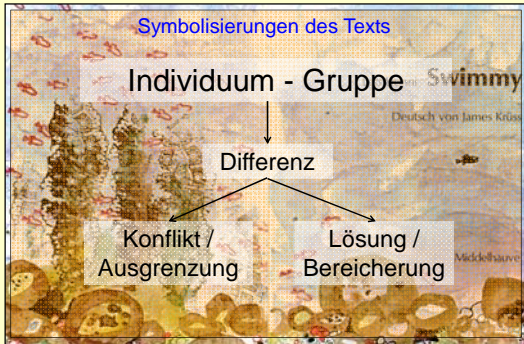 Symbolisierungen des Texts
Individuum - Gruppe
Swimmy
Deutsch von James Krüss
Differenz
Konflikt /
Ausgrenzung
Lösung /
Bereicherung
Middelhauve